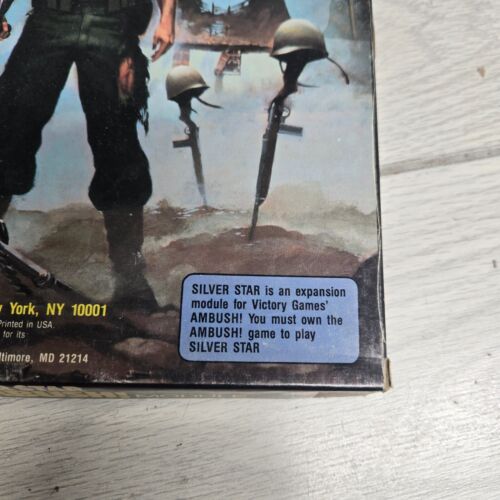 SILVER STAR is an expansion
module for Victory Games'
AMBUSH! You must own the
AMBUSH! game to play
SILVER STAR
York, NY 10001
Printed in USA.
for its
ltimore, MD 21214